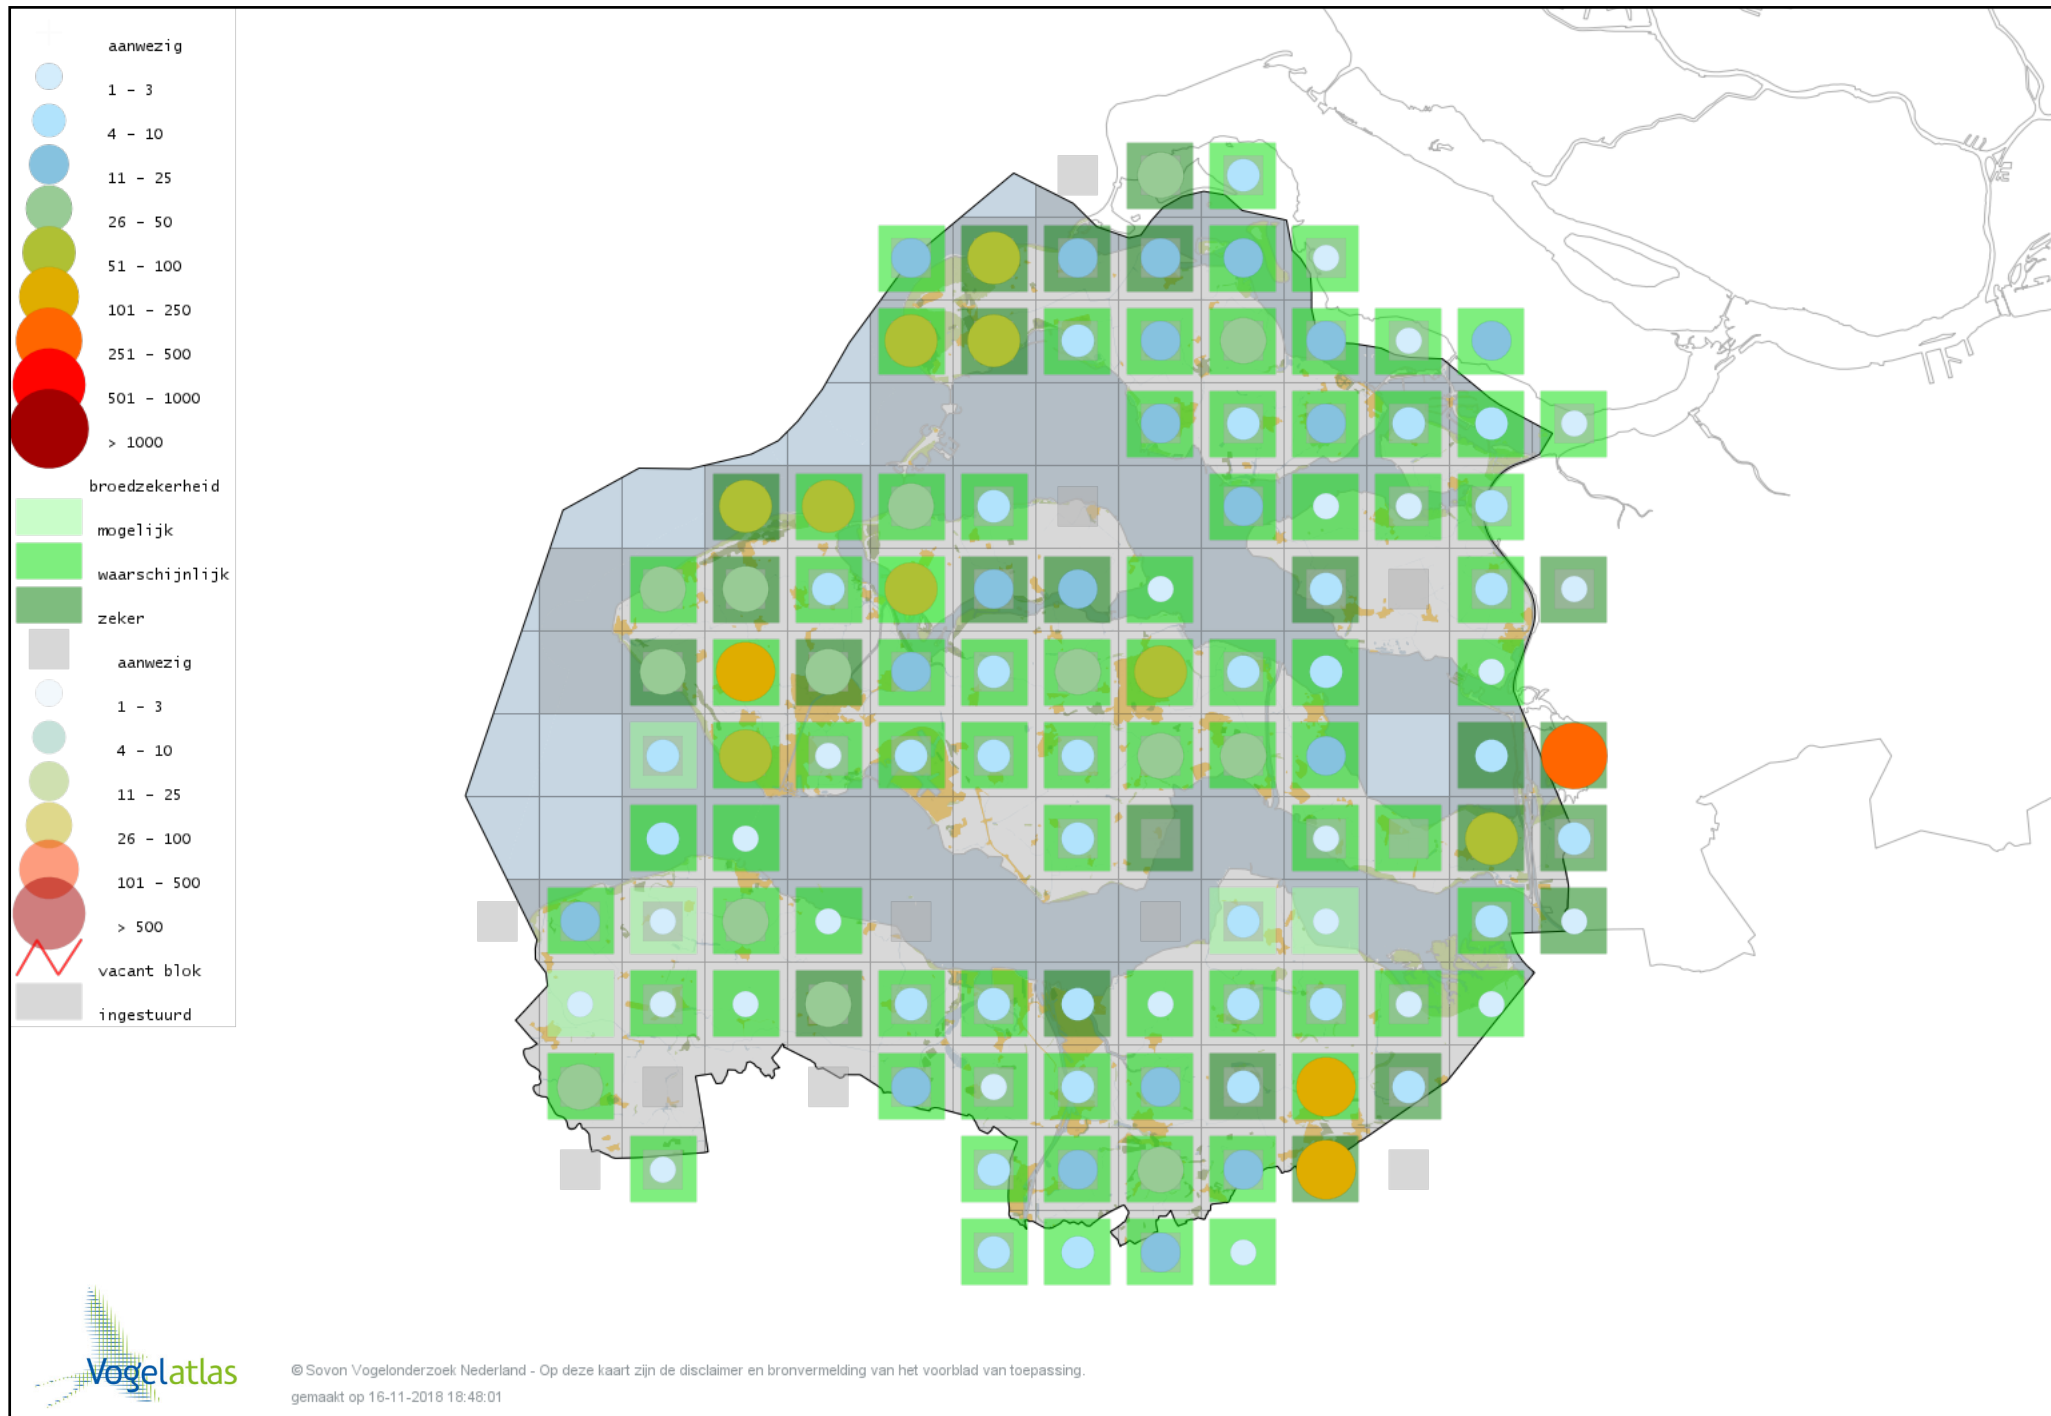 aanwezig
1 - 3
4 - 10
11 - 25
26 - 50
51 - 100
101 - 250
251 - 500
501 - 1000
> 1000
broedzekerheid
mogelijk
waarschijnlijk
zeker
aanwezig
1 - 3
4 - 10
11 - 25
26 - 100
101 - 500
> 500
vacant blok
ingestuurd
Vogelatlas
© Sovon Vogelonderzoek Nederland - Op deze kaart zijn de disclaimer en bronvermelding van het voorblad van toepassing.
gemaakt op 16-11-2018 18:48:01